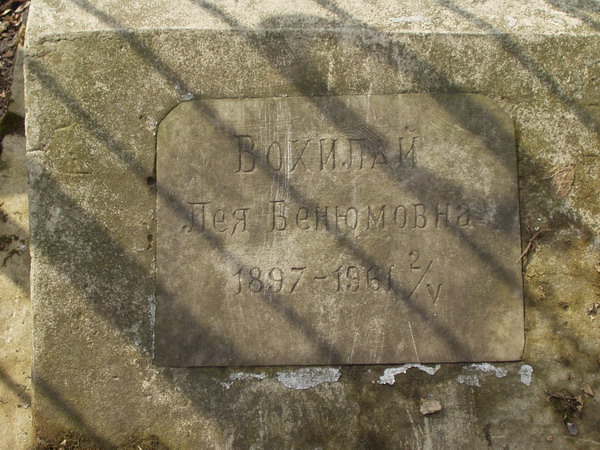 Вохилай
Лея Бенюмовна
1897-1961 2/V